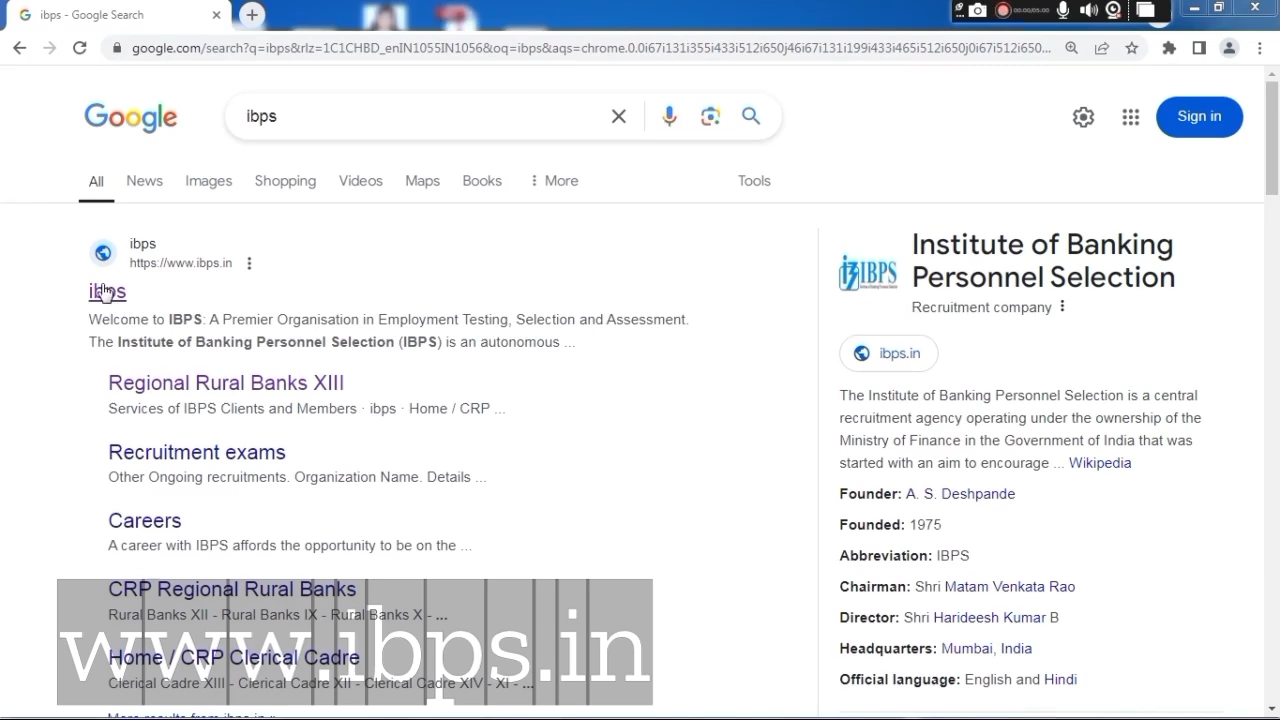 ibps - Google Search
google.com/search?q=ibps&rlz=1C1CHBD_enIN1055IN1056&oq=ibps&aqs=chrome.0.0i67i131i355i433i512i650j46i67i131i199i433i465i512i650j0i67i512i650...
00:00:00/05:00
Google
ibps
Sign in
All News Images Shopping Videos Maps Books More Tools
ibps
https://www.ibps.in
ibps
Welcome to IBPS: A Premier Organisation in Employment Testing, Selection and Assessment.
The Institute of Banking Personnel Selection (IBPS) is an autonomous ...
Regional Rural Banks XIII
Services of IBPS Clients and Members · ibps · Home / CRP ...
Recruitment exams
Other Ongoing recruitments. Organization Name. Details ...
Careers
A career with IBPS affords the opportunity to be on the ...
CRP Regional Rural Banks
Rural Banks XII - Rural Banks IX - Rural Banks X - ...
Home / CRP Clerical Cadre
Clerical Cadre XIII - Clerical Cadre XII - Clerical Cadre XIV - XI - ...
More results from ibps.in »
www.ibps.in
IBPS
Institute of Banking
Personnel Selection
Recruitment company
ibps.in
The Institute of Banking Personnel Selection is a central
recruitment agency operating under the ownership of the
Ministry of Finance in the Government of India that was
started with an aim to encourage ... Wikipedia
Founder: A. S. Deshpande
Founded: 1975
Abbreviation: IBPS
Chairman: Shri Matam Venkata Rao
Director: Shri Harideesh Kumar B
Headquarters: Mumbai, India
Official language: English and Hindi